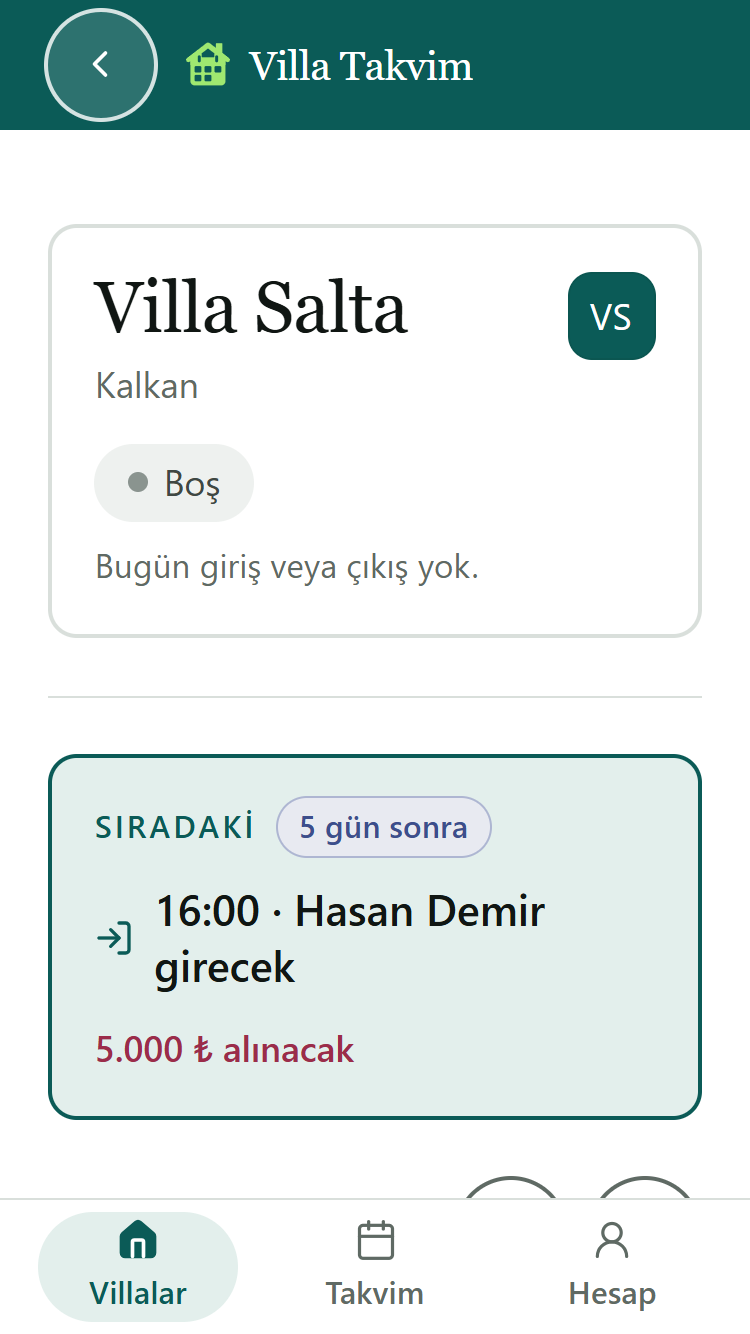 Villa Takvim
Villa Salta
VS
Kalkan
Boş
Bugün giriş veya çıkış yok.
SIRADAKİ
5 gün sonra
16:00 · Hasan Demir
girecek
5.000 ₺ alınacak
Villalar
Takvim
Hesap